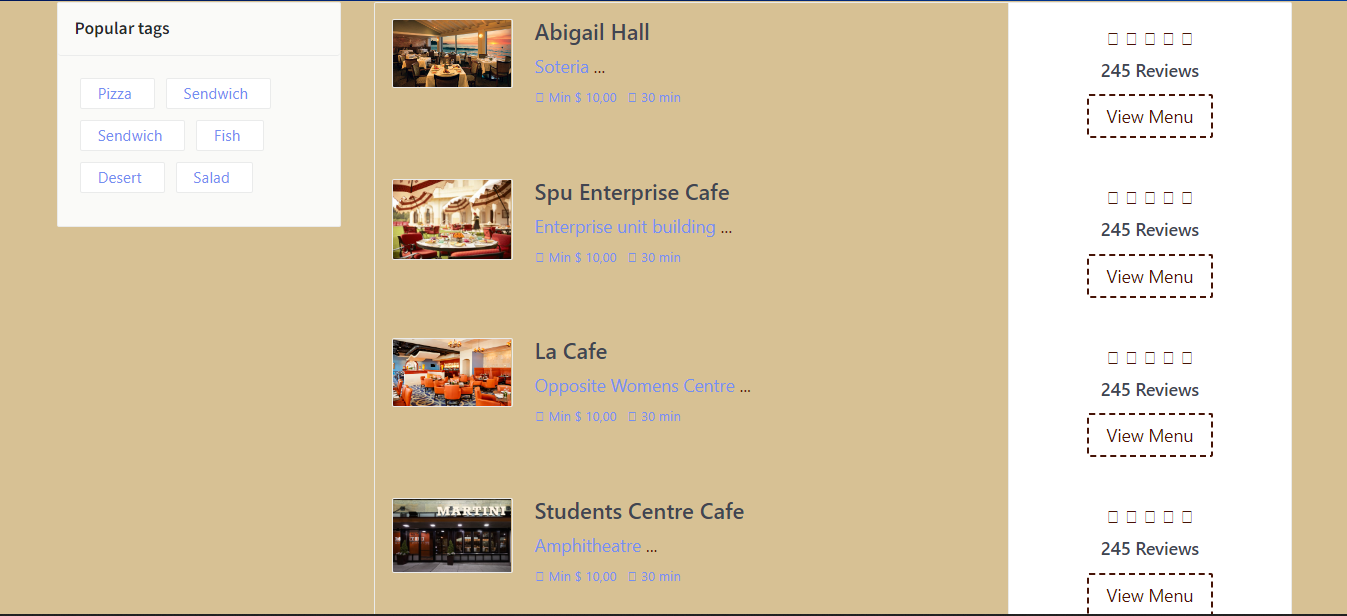 Popular tags
Pizza Sendwich
Sendwich Fish
Desert Salad
Abigail Hall
Soteria ...
Min $ 10,00 30 min
245 Reviews
View Menu
Spu Enterprise Cafe
Enterprise unit building ...
Min $ 10,00 30 min
245 Reviews
View Menu
La Cafe
Opposite Womens Centre ...
Min $ 10,00 30 min
245 Reviews
View Menu
MARTINI
Students Centre Cafe
Amphitheatre ...
Min $ 10,00 30 min
245 Reviews
View Menu